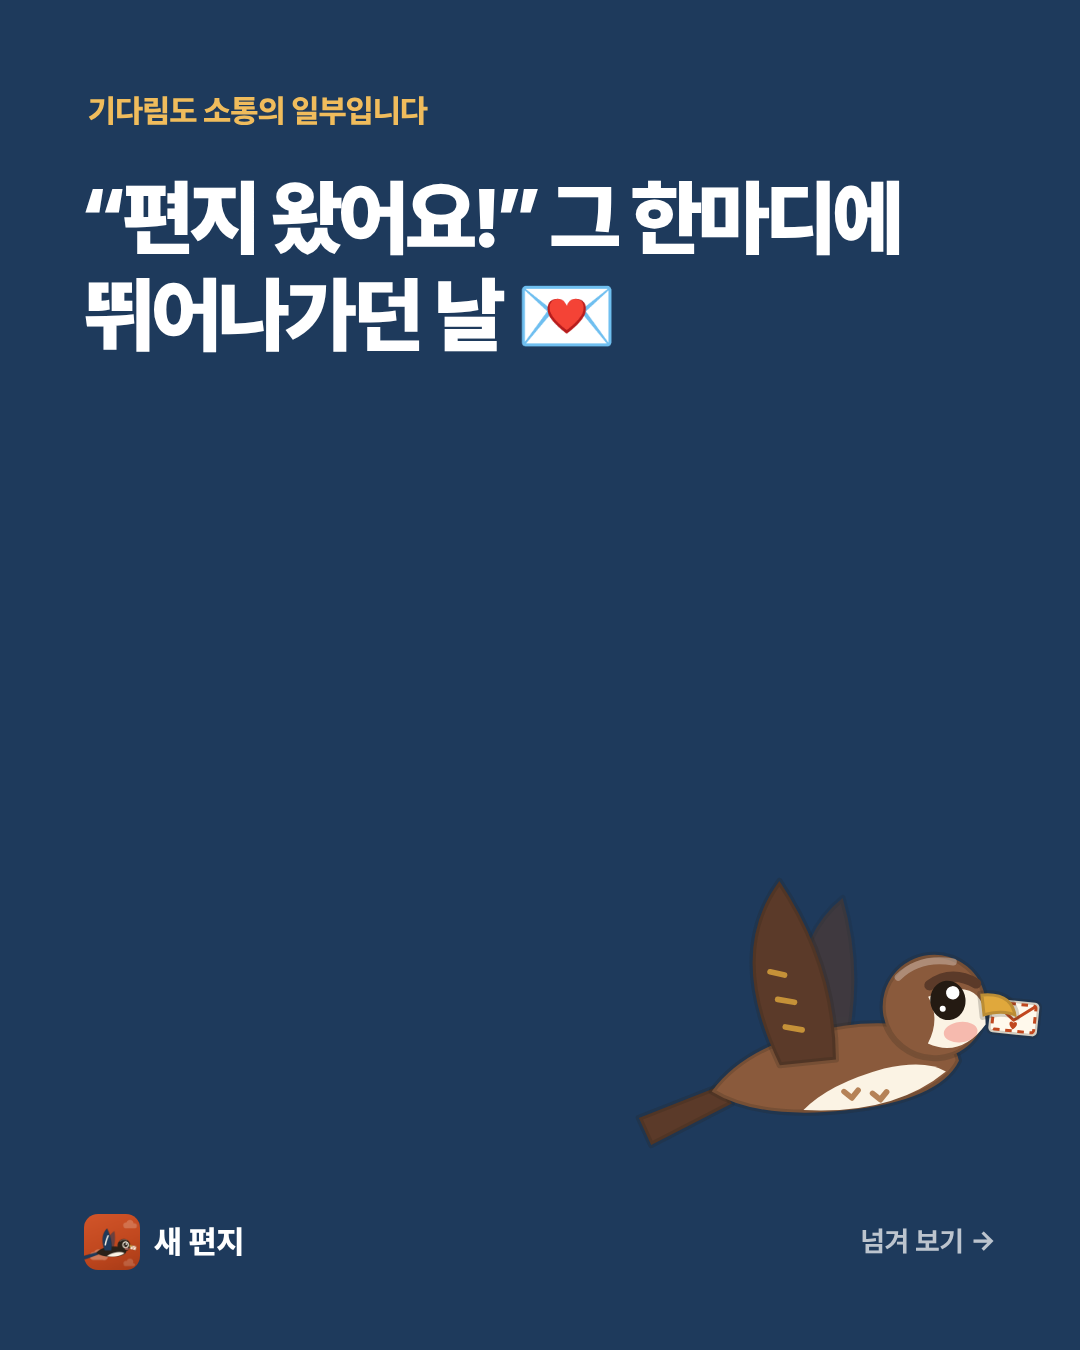 기다림도 소통의 일부입니다
“편지 왔어요!” 그 한마디에
뛰어나가던 날 💌
새 편지
넘겨 보기 →